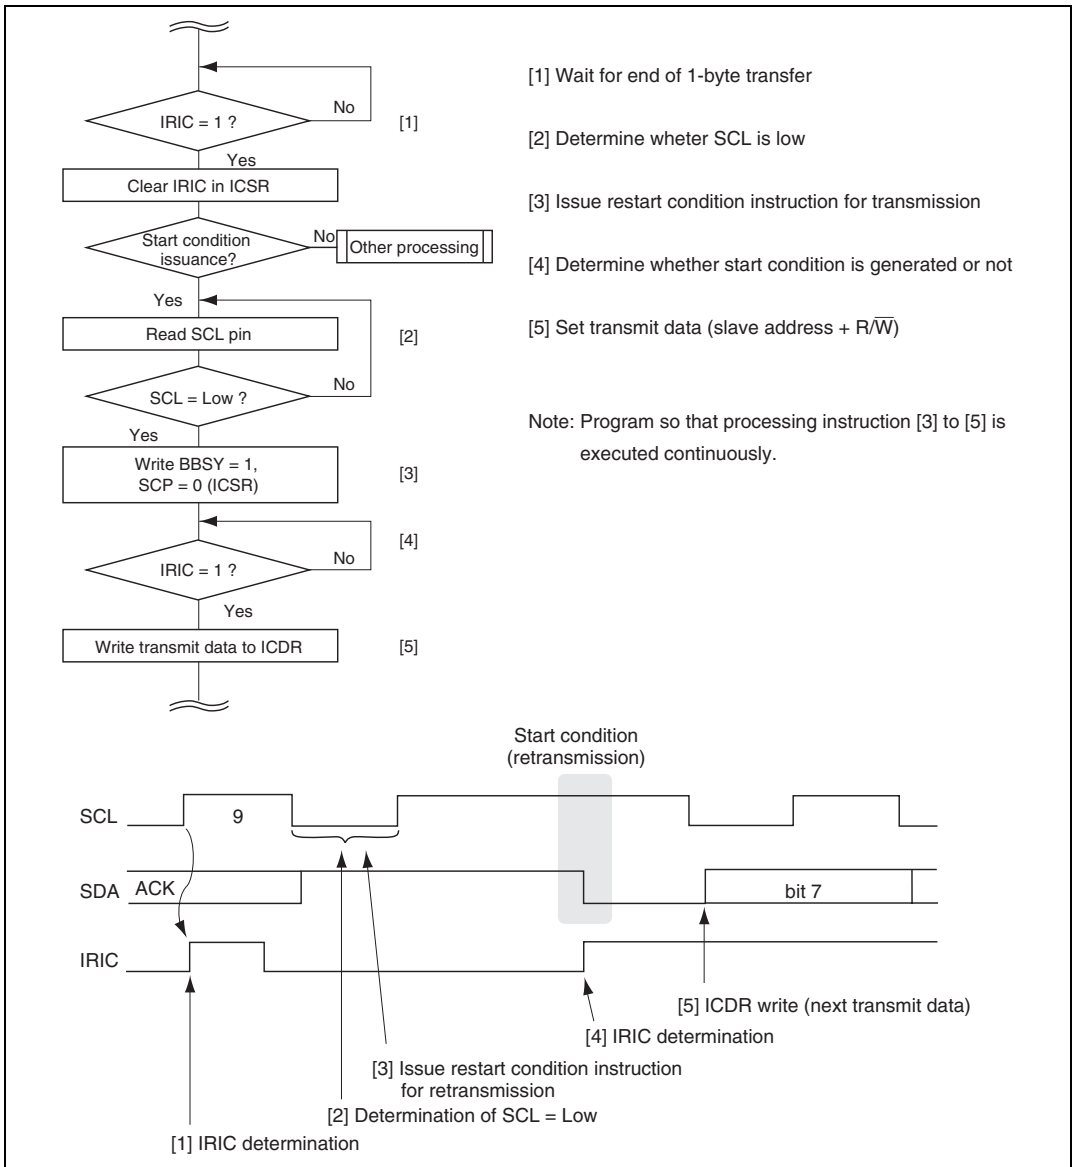 IRIC = 1 ?
No
[1]
Yes
Clear IRIC in ICSR
Start condition
issuance?
No
Other processing
Yes
Read SCL pin
[2]
SCL = Low ?
No
Yes
Write BBSY = 1,
SCP = 0 (ICSR)
[3]
[4]
IRIC = 1 ?
No
Yes
Write transmit data to ICDR
[5]
[1] Wait for end of 1-byte transfer
[2] Determine wheter SCL is low
[3] Issue restart condition instruction for transmission
[4] Determine whether start condition is generated or not
[5] Set transmit data (slave address + R/W̅)
Note: Program so that processing instruction [3] to [5] is
executed continuously.
Start condition
(retransmission)
SCL
9
SDA
ACK
bit 7
IRIC
[5] ICDR write (next transmit data)
[4] IRIC determination
[3] Issue restart condition instruction
for retransmission
[2] Determination of SCL = Low
[1] IRIC determination